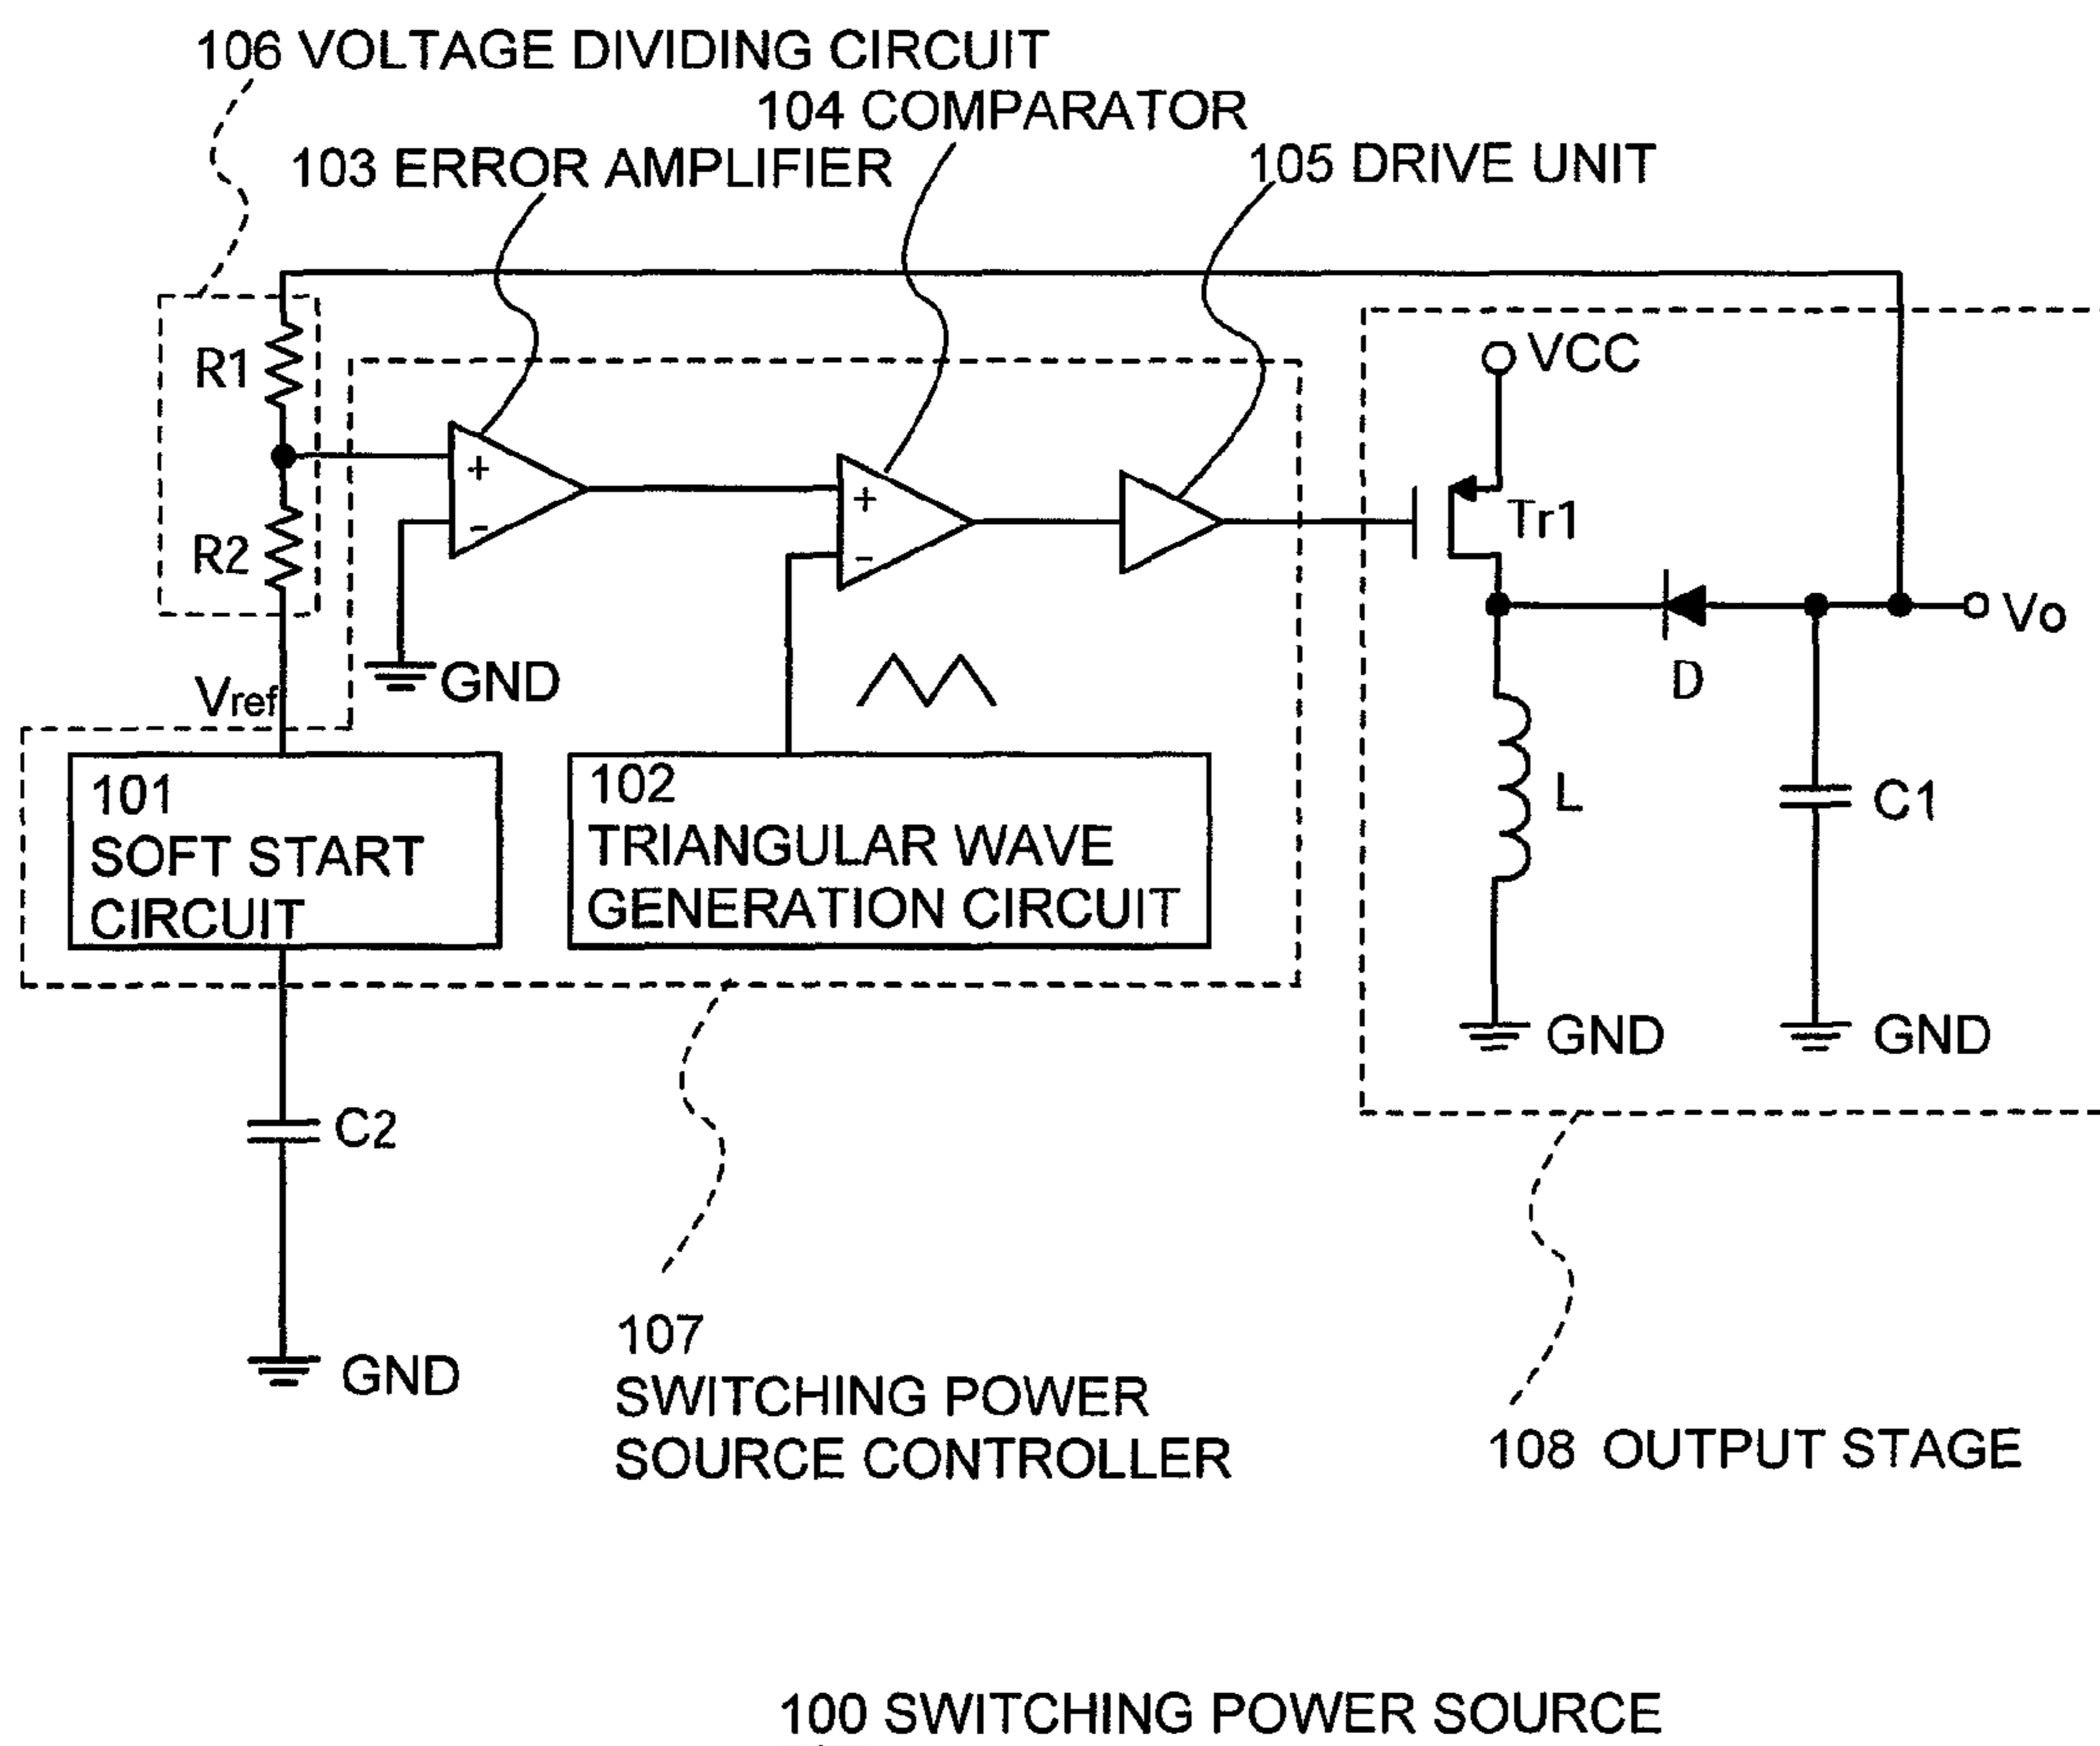 106 VOLTAGE DIVIDING CIRCUIT
104 COMPARATOR
103 ERROR AMPLIFIER
105 DRIVE UNIT
R1
VCC
+
+
Tr1
R2
-
-
Vo
GND
D
Vref
101
SOFT START
CIRCUIT
102
TRIANGULAR WAVE
GENERATION CIRCUIT
L
C1
GND
GND
C2
GND
107
SWITCHING POWER
SOURCE CONTROLLER
108 OUTPUT STAGE
100 SWITCHING POWER SOURCE